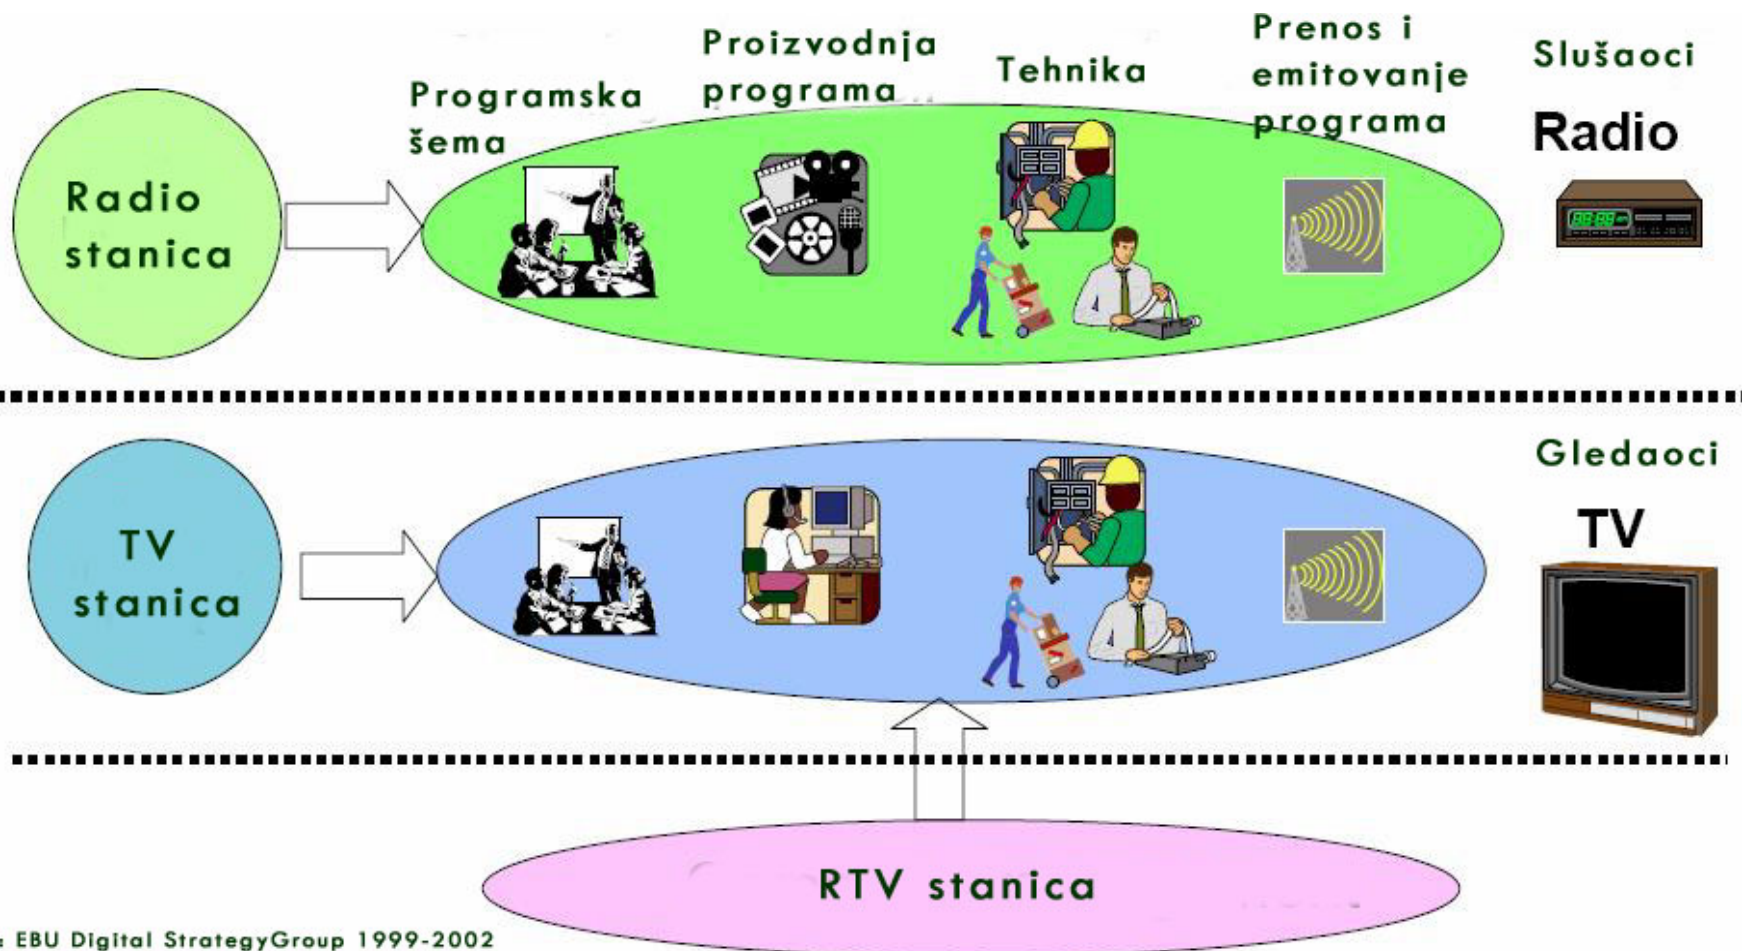 Programska
šema
Proizvodnja
programa
Tehnika
Prenos i
emitovanje
programa
Slušaoci
Radio
Radio
stanica
Gledaoci
TV
TV
stanica
RTV stanica
: EBU Digital StrategyGroup 1999-2002